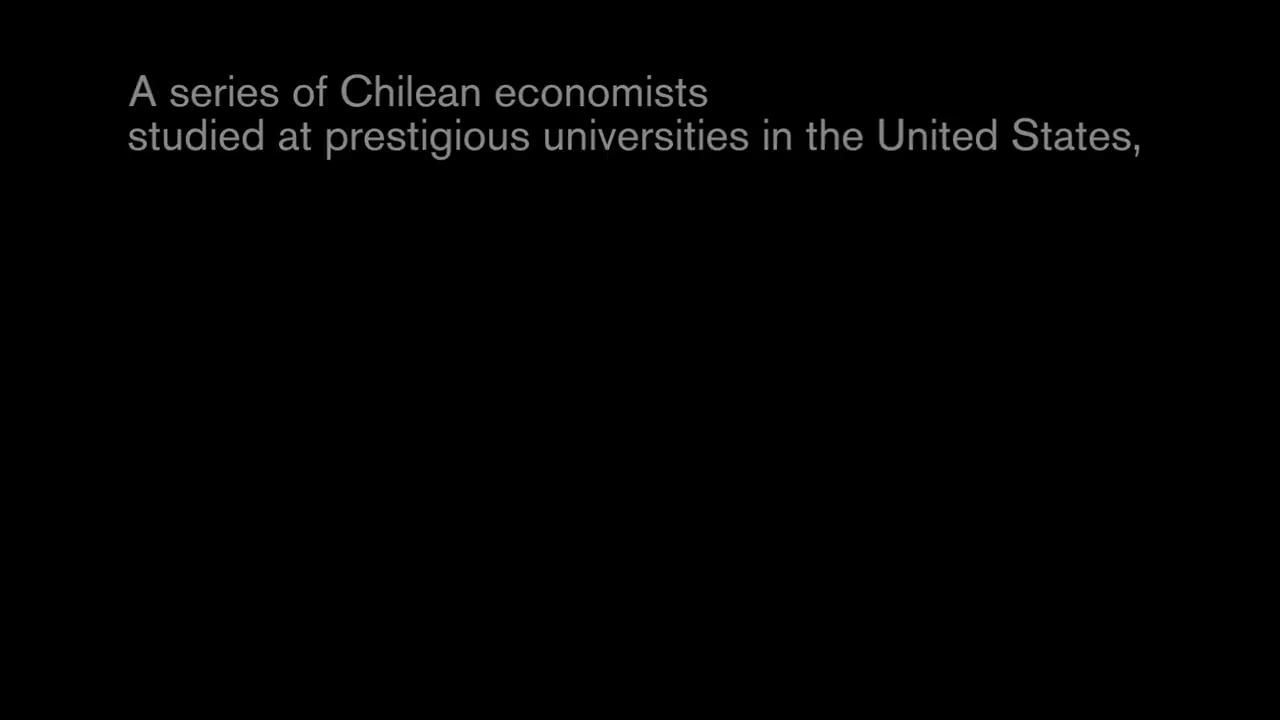 A series of Chilean economists
studied at prestigious universities in the United States,